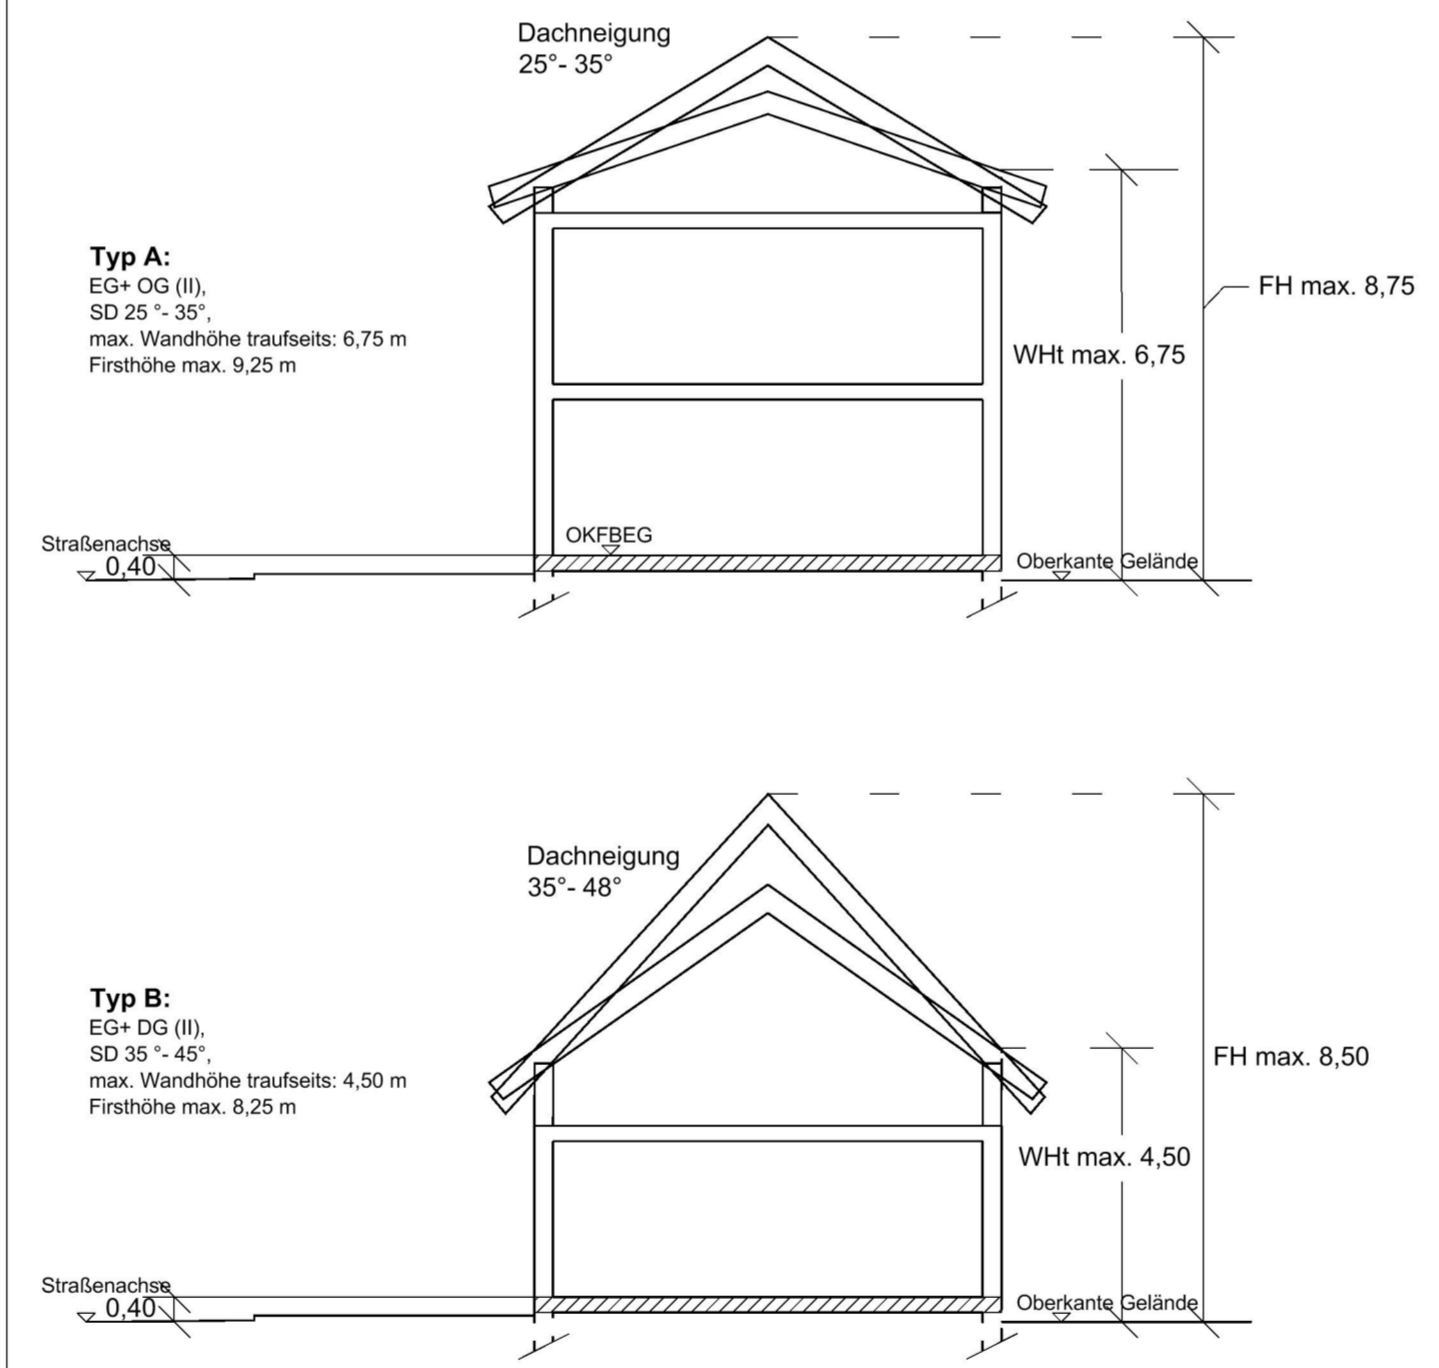 Dachneigung
25°- 35°
Typ A:
EG+ OG (II),
SD 25 °- 35°,
max. Wandhöhe traufseits: 6,75 m
Firsthöhe max. 9,25 m
FH max. 8,75
WHt max. 6,75
OKFBEG
Straßenachse
0,40
Oberkante Gelände
Dachneigung
35°- 48°
Typ B:
EG+ DG (II),
SD 35 °- 45°,
max. Wandhöhe traufseits: 4,50 m
Firsthöhe max. 8,25 m
FH max. 8,50
WHt max. 4,50
Straßenachse
0,40
Oberkante Gelände